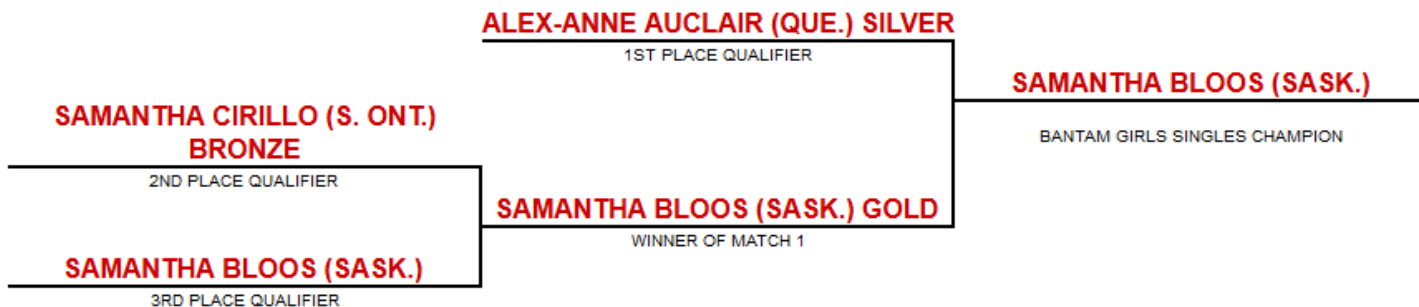 ALEX-ANNE AUCLAIR (QUE.) SILVER
1ST PLACE QUALIFIER
SAMANTHA BLOOS (SASK.)
BANTAM GIRLS SINGLES CHAMPION
SAMANTHA CIRILLO (S. ONT.)
BRONZE
2ND PLACE QUALIFIER
SAMANTHA BLOOS (SASK.) GOLD
WINNER OF MATCH 1
SAMANTHA BLOOS (SASK.)
3RD PLACE QUALIFIER